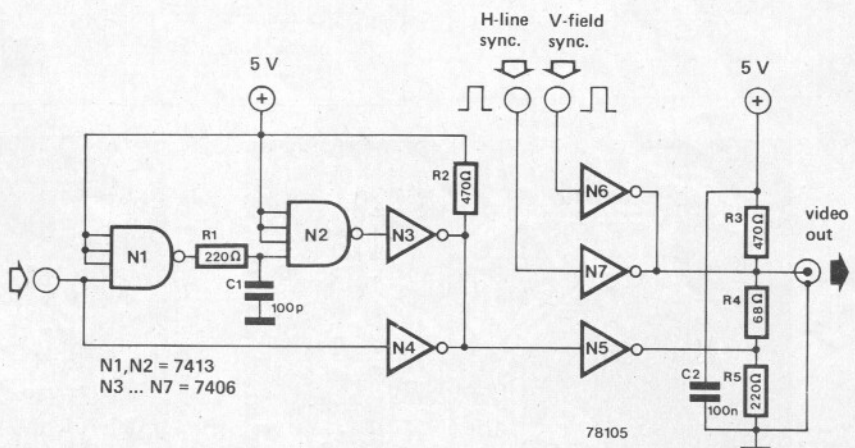 H-line
sync.
V-field
sync.
5 V
5 V
+
+
R2
470Ω
N1
R1
220Ω
C1
100p
N2
N3
N4
N6
N7
N5
R3
470Ω
video
out
R4
68Ω
R5
220Ω
C2
100n
N1,N2 = 7413
N3 ... N7 = 7406
78105